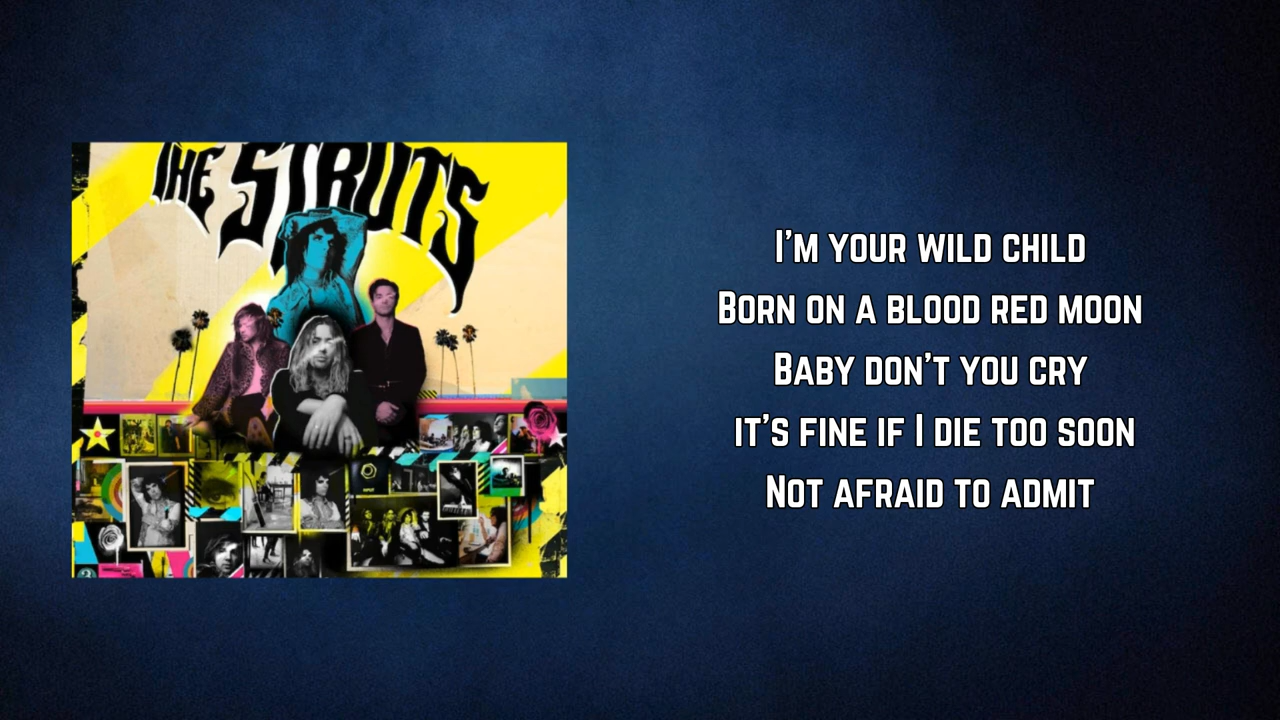 THE STRUTS
I'M YOUR WILD CHILD
BORN ON A BLOOD RED MOON
BABY DON'T YOU CRY
IT'S FINE IF I DIE TOO SOON
NOT AFRAID TO ADMIT